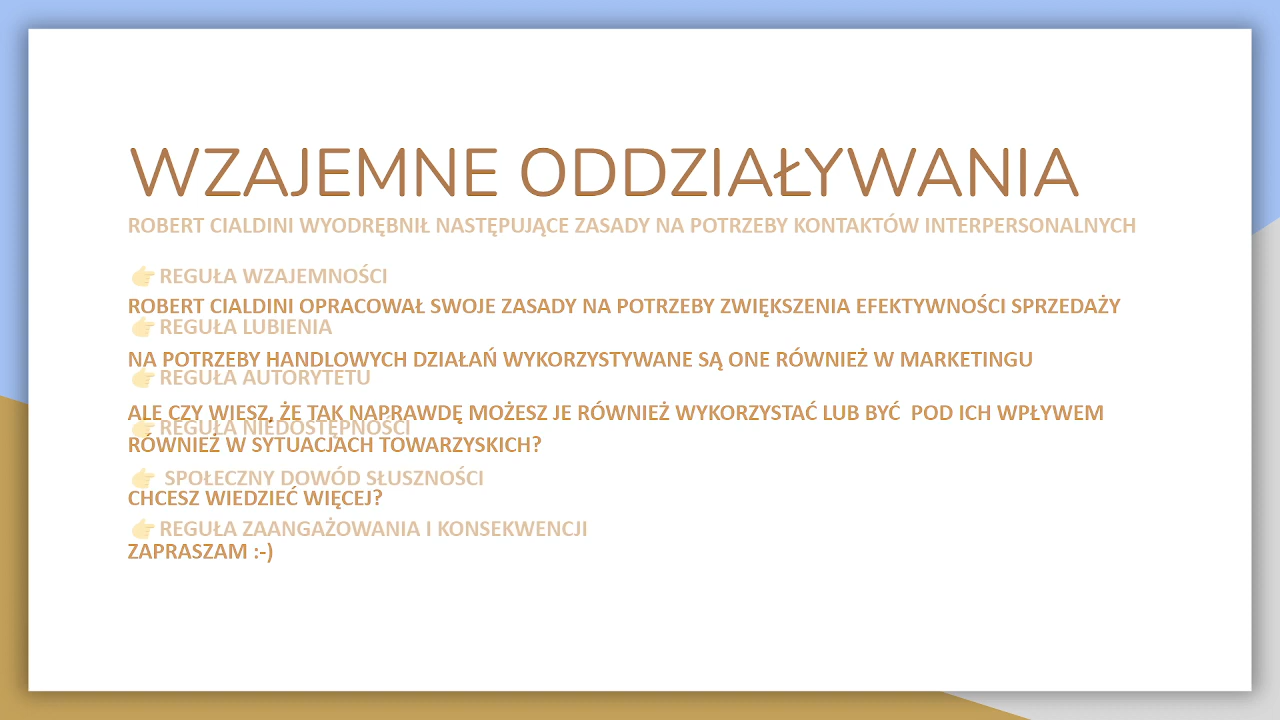 WZAJEMNE ODDZIAŁYWANIA
ROBERT CIALDINI WYODRĘBNIŁ NASTĘPUJĄCE ZASADY NA POTRZEBY KONTAKTÓW INTERPERSONALNYCH
👉REGUŁA WZAJEMNOŚCI
ROBERT CIALDINI OPRACOWAŁ SWOJE ZASADY NA POTRZEBY ZWIĘKSZENIA EFEKTYWNOŚCI SPRZEDAŻY
👉REGUŁA LUBIENIA
NA POTRZEBY HANDLOWYCH DZIAŁAŃ WYKORZYSTYWANE SĄ ONE RÓWNIEŻ W MARKETINGU
👉REGUŁA AUTORYTETU
ALE CZY WIESZ, ŻE TAK NAPRAWDĘ MOŻESZ JE RÓWNIEŻ WYKORZYSTAĆ LUB BYĆ POD ICH WPŁYWEM
👉REGUŁA NIEDOSTĘPNOŚCI
RÓWNIEŻ W SYTUACJACH TOWARZYSKICH?
👉 SPOŁECZNY DOWÓD SŁUSZNOŚCI
CHCESZ WIEDZIEĆ WIĘCEJ?
👉REGUŁA ZAANGAŻOWANIA I KONSEKWENCJI
ZAPRASZAM :-)